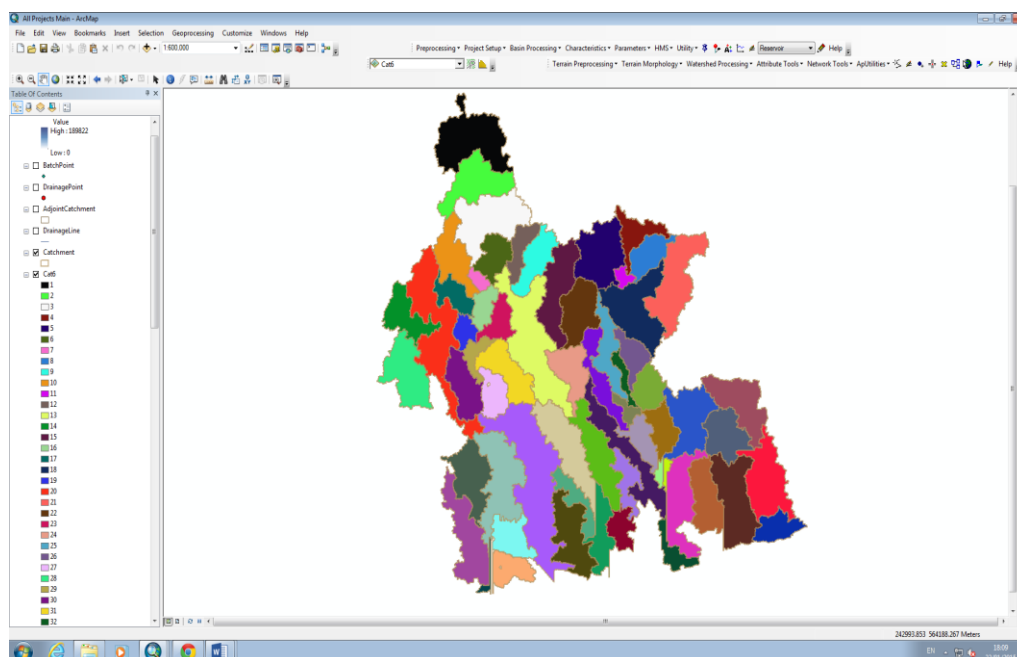 All Projects Main - ArcMap
File Edit View Bookmarks Insert Selection Geoprocessing Customize Windows Help
1:600,000
Preprocessing Project Setup Basin Processing Characteristics Parameters HMS Utility Reservoir Help
Cat6
Terrain Preprocessing Terrain Morphology Watershed Processing Attribute Tools Network Tools ApUtilities Help
Table Of Contents
Value
High : 189822
Low : 0
BatchPoint
DrainagePoint
AdjointCatchment
DrainageLine
Catchment
Cat6
1
2
3
4
5
6
7
8
9
10
11
12
13
14
15
16
17
18
19
20
21
22
23
24
25
26
27
28
29
30
31
32
242993.853 564188.267 Meters
EN
18:09